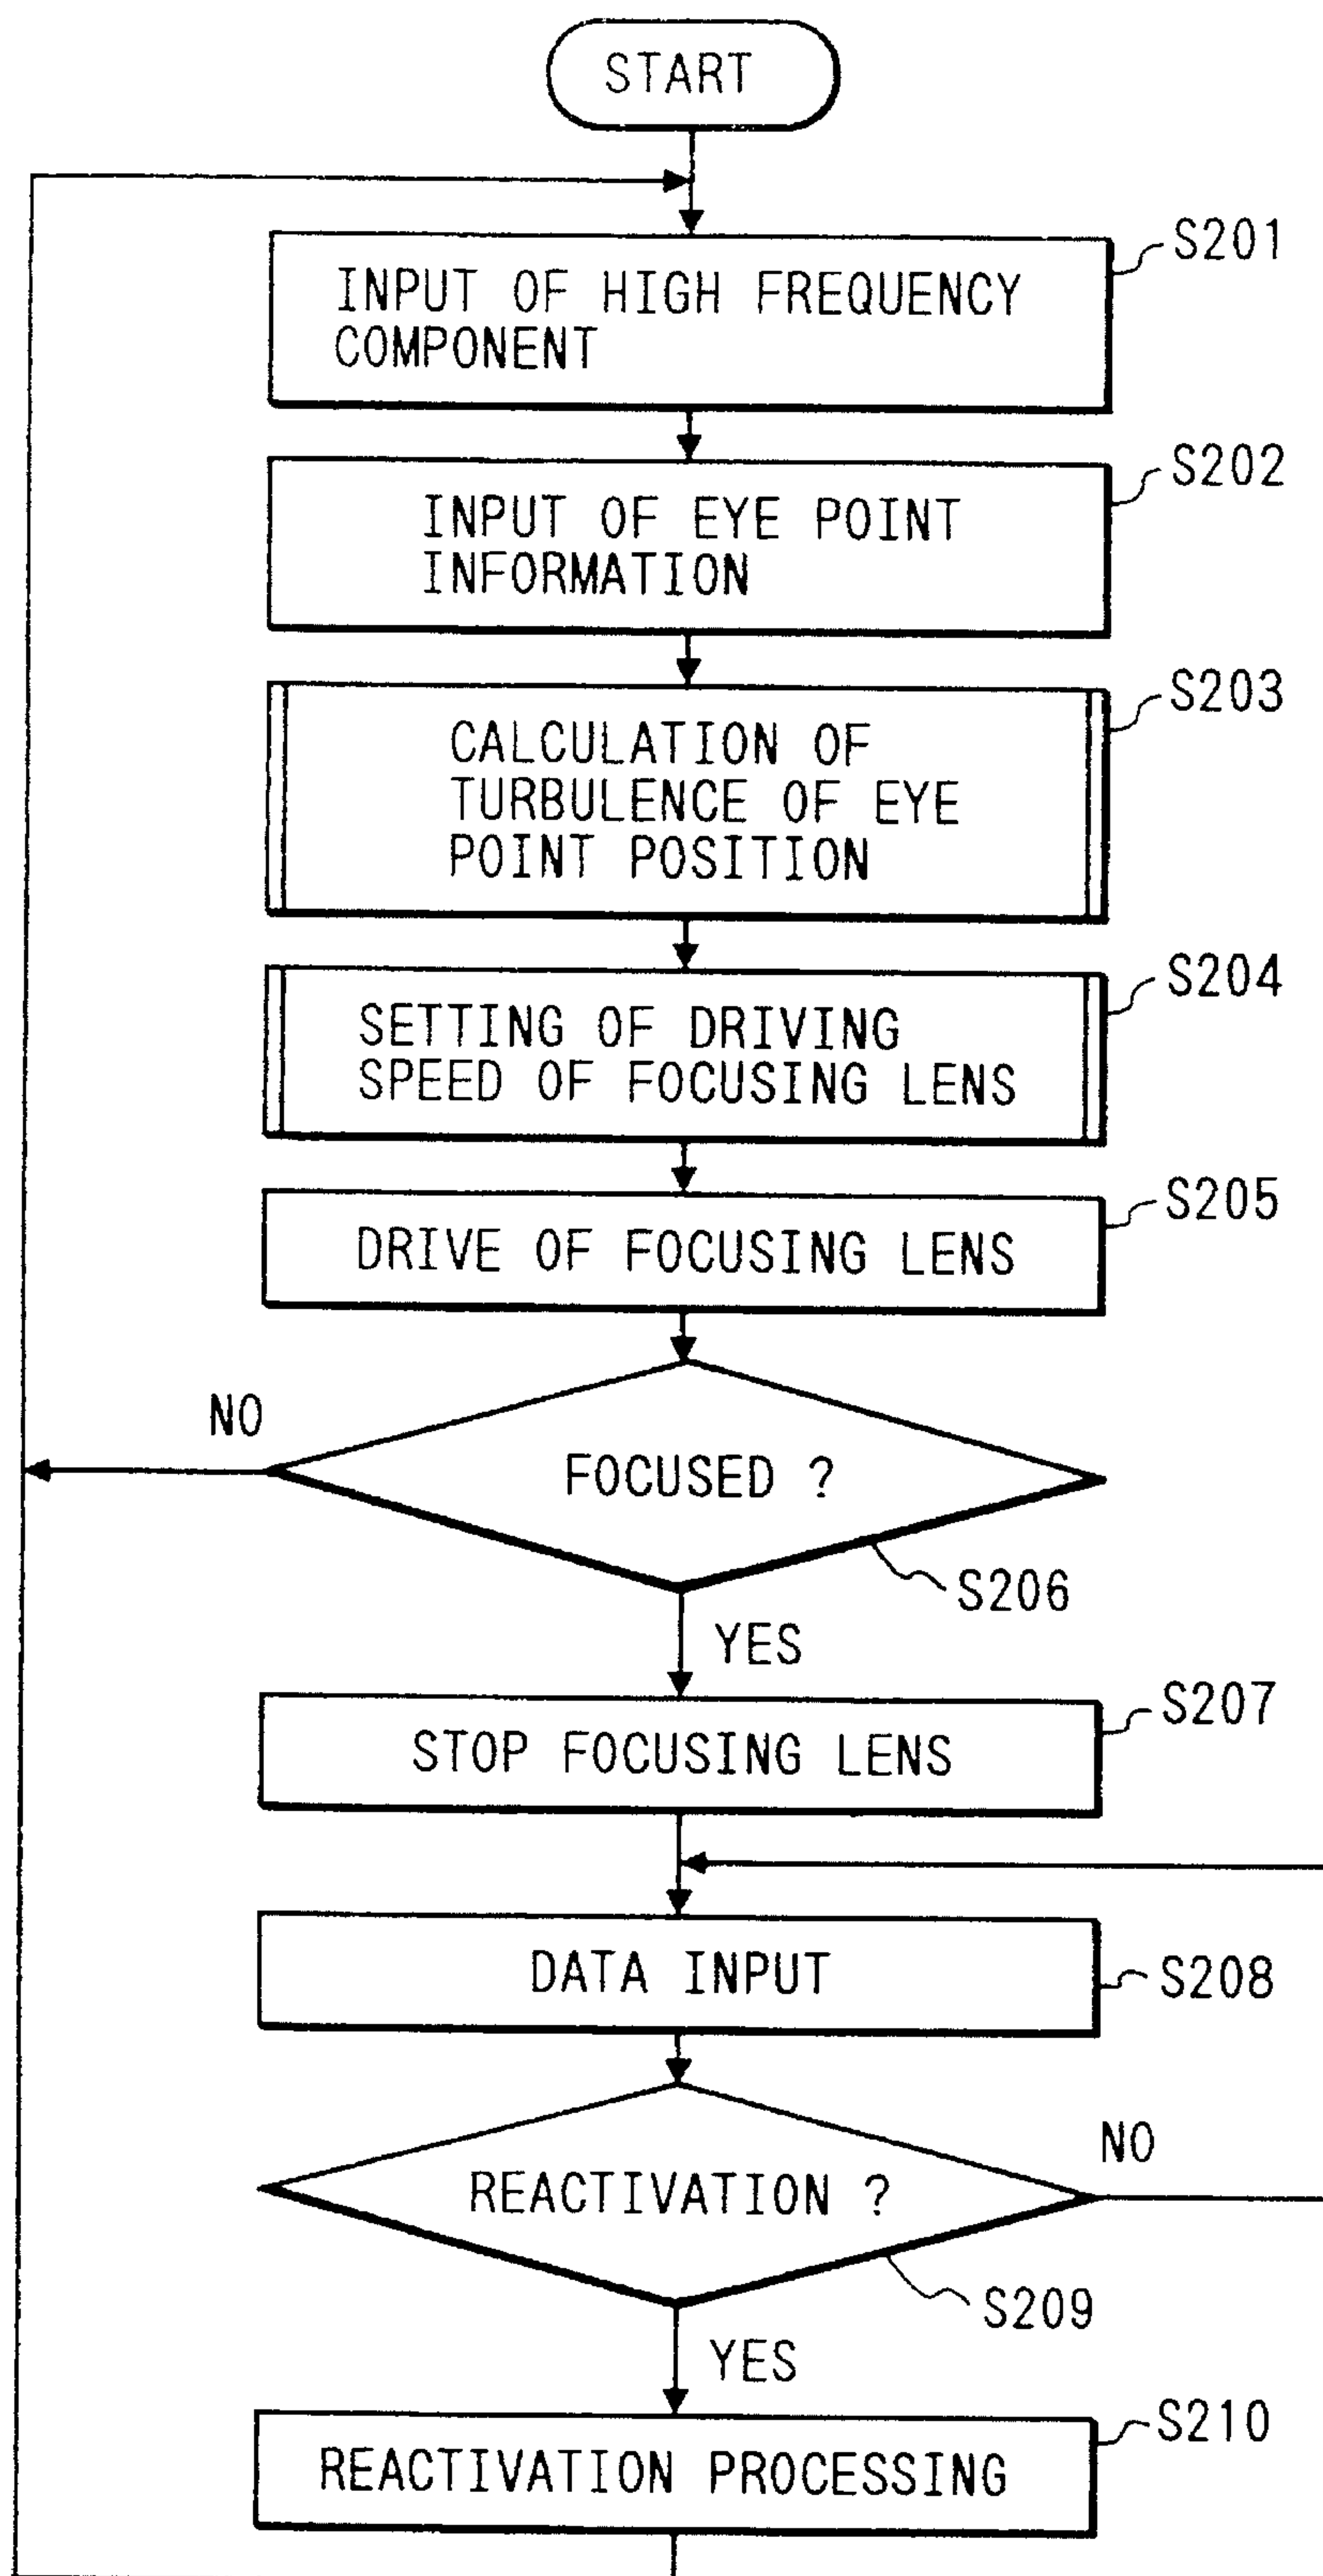 START
S201
INPUT OF HIGH FREQUENCY
COMPONENT
S202
INPUT OF EYE POINT
INFORMATION
S203
CALCULATION OF
TURBULENCE OF EYE
POINT POSITION
S204
SETTING OF DRIVING
SPEED OF FOCUSING LENS
S205
DRIVE OF FOCUSING LENS
NO
FOCUSED ?
S206
YES
S207
STOP FOCUSING LENS
DATA INPUT
S208
NO
REACTIVATION ?
S209
YES
S210
REACTIVATION PROCESSING